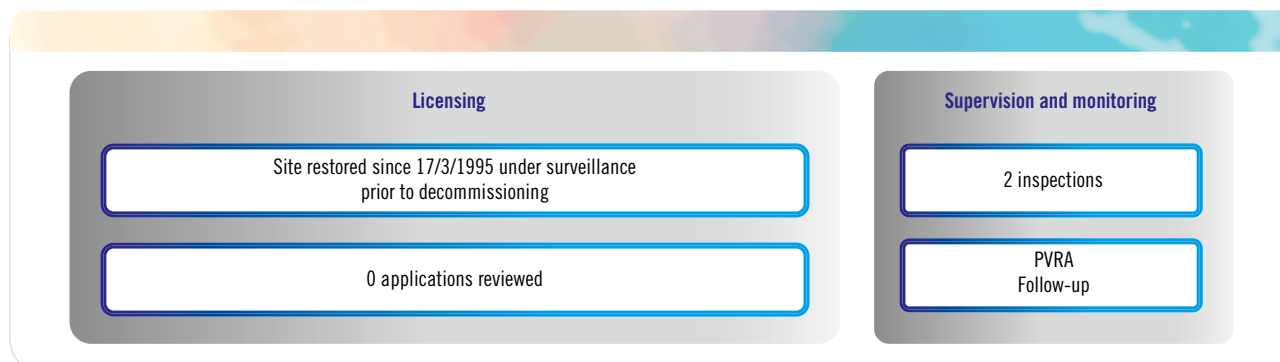 Licensing
Site restored since 17/3/1995 under surveillance
prior to decommissioning
0 applications reviewed
Supervision and monitoring
2 inspections
PVRA
Follow-up